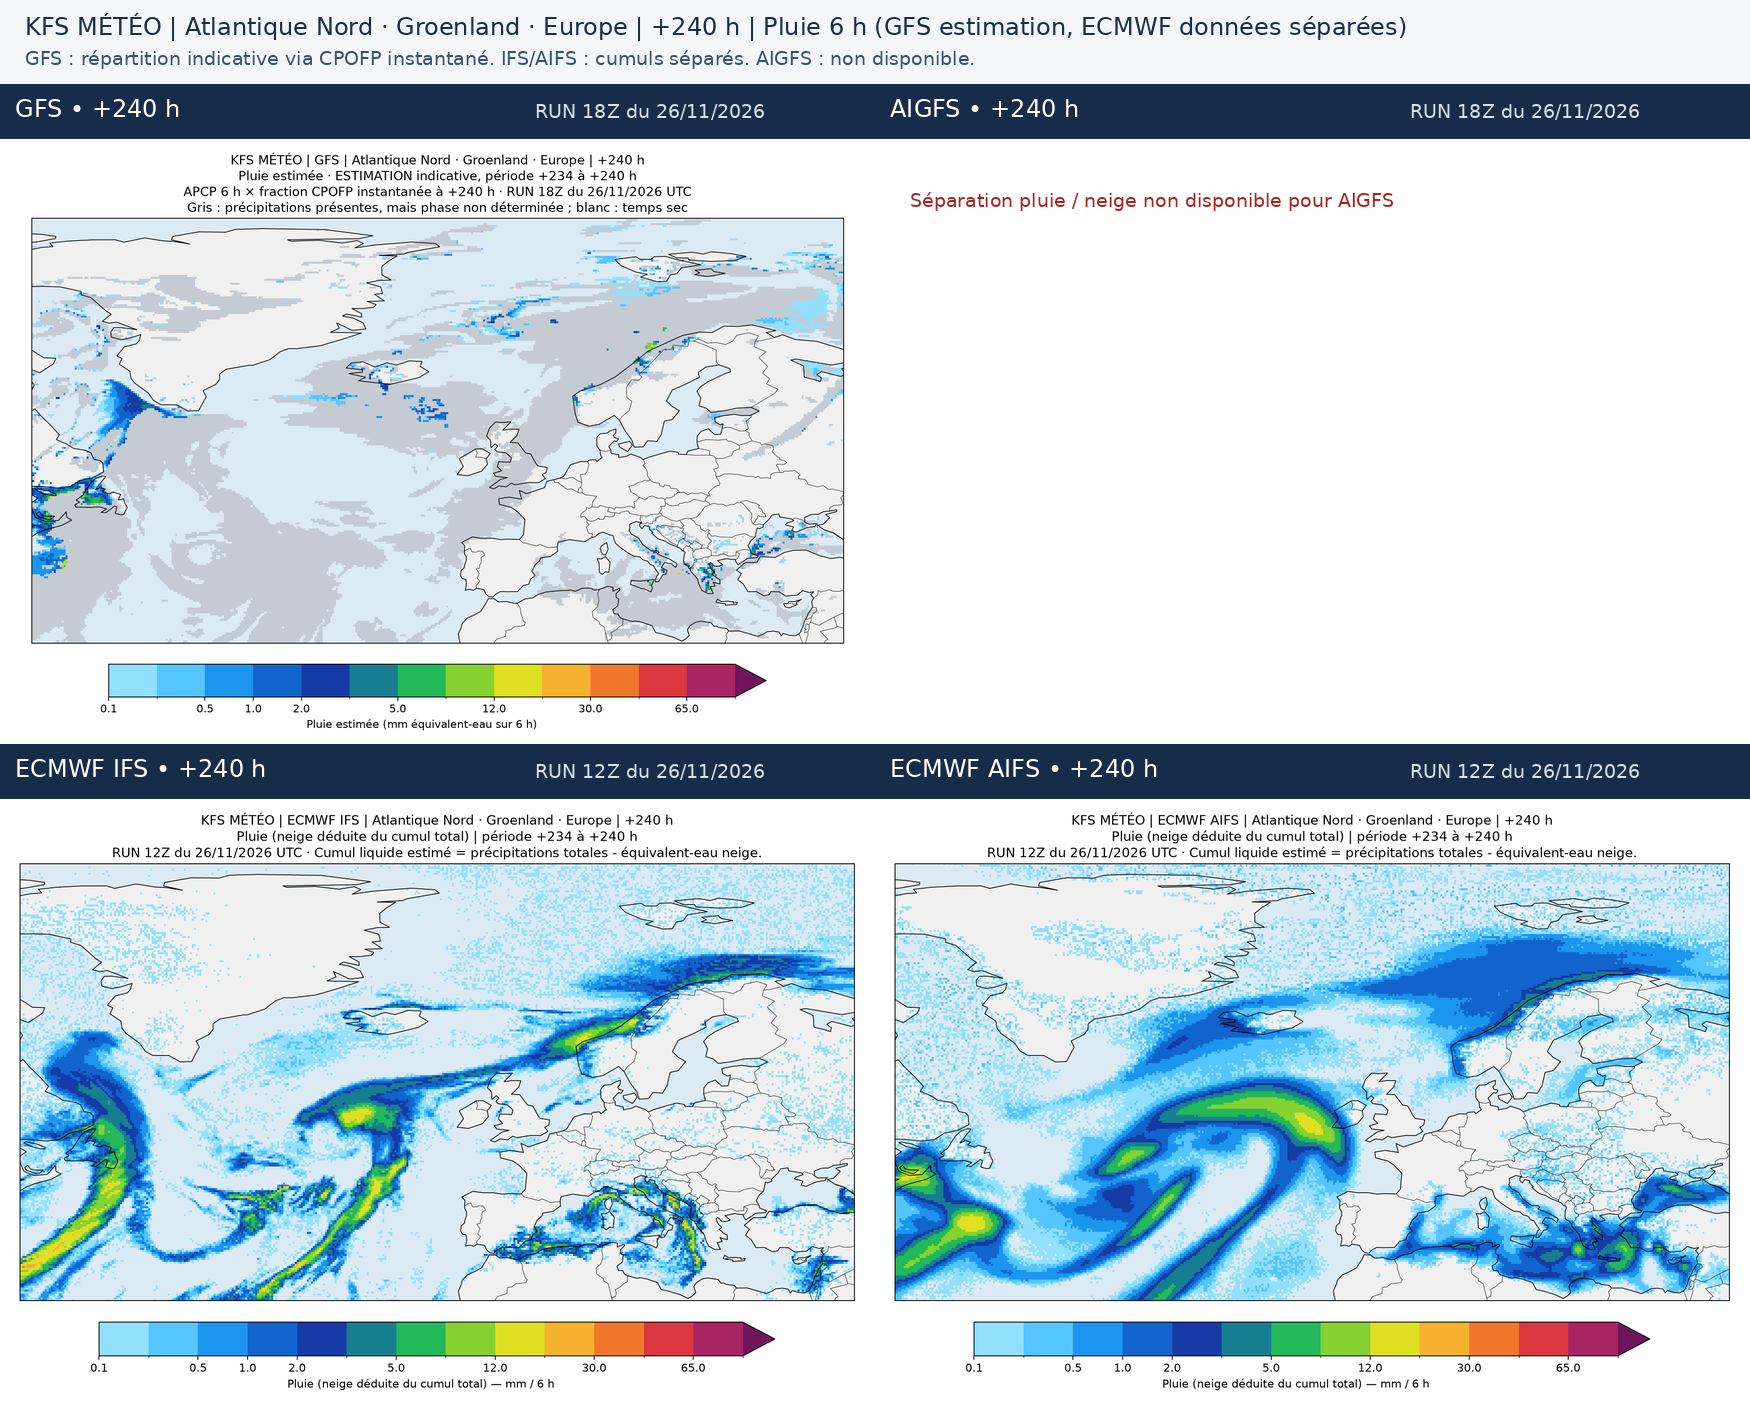 KFS MÉTÉO | Atlantique Nord · Groenland · Europe | +240 h | Pluie 6 h (GFS estimation, ECMWF données séparées)
GFS : répartition indicative via CPOFP instantané. IFS/AIFS : cumuls séparés. AIGFS : non disponible.
GFS • +240 h
RUN 18Z du 26/11/2026
AIGFS • +240 h
RUN 18Z du 26/11/2026
KFS MÉTÉO | GFS | Atlantique Nord · Groenland · Europe | +240 h
Pluie estimée · ESTIMATION indicative, période +234 à +240 h
APCP 6 h × fraction CPOFP instantanée à +240 h · RUN 18Z du 26/11/2026 UTC
Gris : précipitations présentes, mais phase non déterminée ; blanc : temps sec
Séparation pluie / neige non disponible pour AIGFS
0.1 0.5 1.0 2.0 5.0 12.0 30.0 65.0
Pluie estimée (mm équivalent-eau sur 6 h)
ECMWF IFS • +240 h
RUN 12Z du 26/11/2026
ECMWF AIFS • +240 h
RUN 12Z du 26/11/2026
KFS MÉTÉO | ECMWF IFS | Atlantique Nord · Groenland · Europe | +240 h
Pluie (neige déduite du cumul total) | période +234 à +240 h
RUN 12Z du 26/11/2026 UTC · Cumul liquide estimé = précipitations totales - équivalent-eau neige.
KFS MÉTÉO | ECMWF AIFS | Atlantique Nord · Groenland · Europe | +240 h
Pluie (neige déduite du cumul total) | période +234 à +240 h
RUN 12Z du 26/11/2026 UTC · Cumul liquide estimé = précipitations totales - équivalent-eau neige.
0.1 0.5 1.0 2.0 5.0 12.0 30.0 65.0
Pluie (neige déduite du cumul total) — mm / 6 h
0.1 0.5 1.0 2.0 5.0 12.0 30.0 65.0
Pluie (neige déduite du cumul total) — mm / 6 h